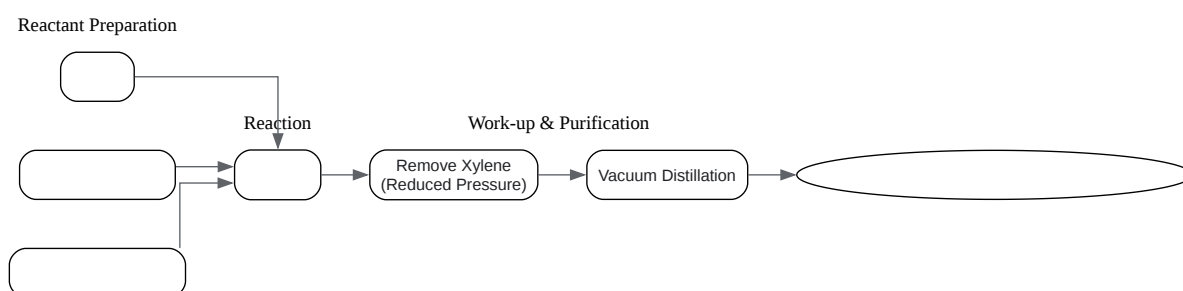 Reactant Preparation
Reaction
Work-up & Purification
Remove Xylene
(Reduced Pressure)
Vacuum Distillation